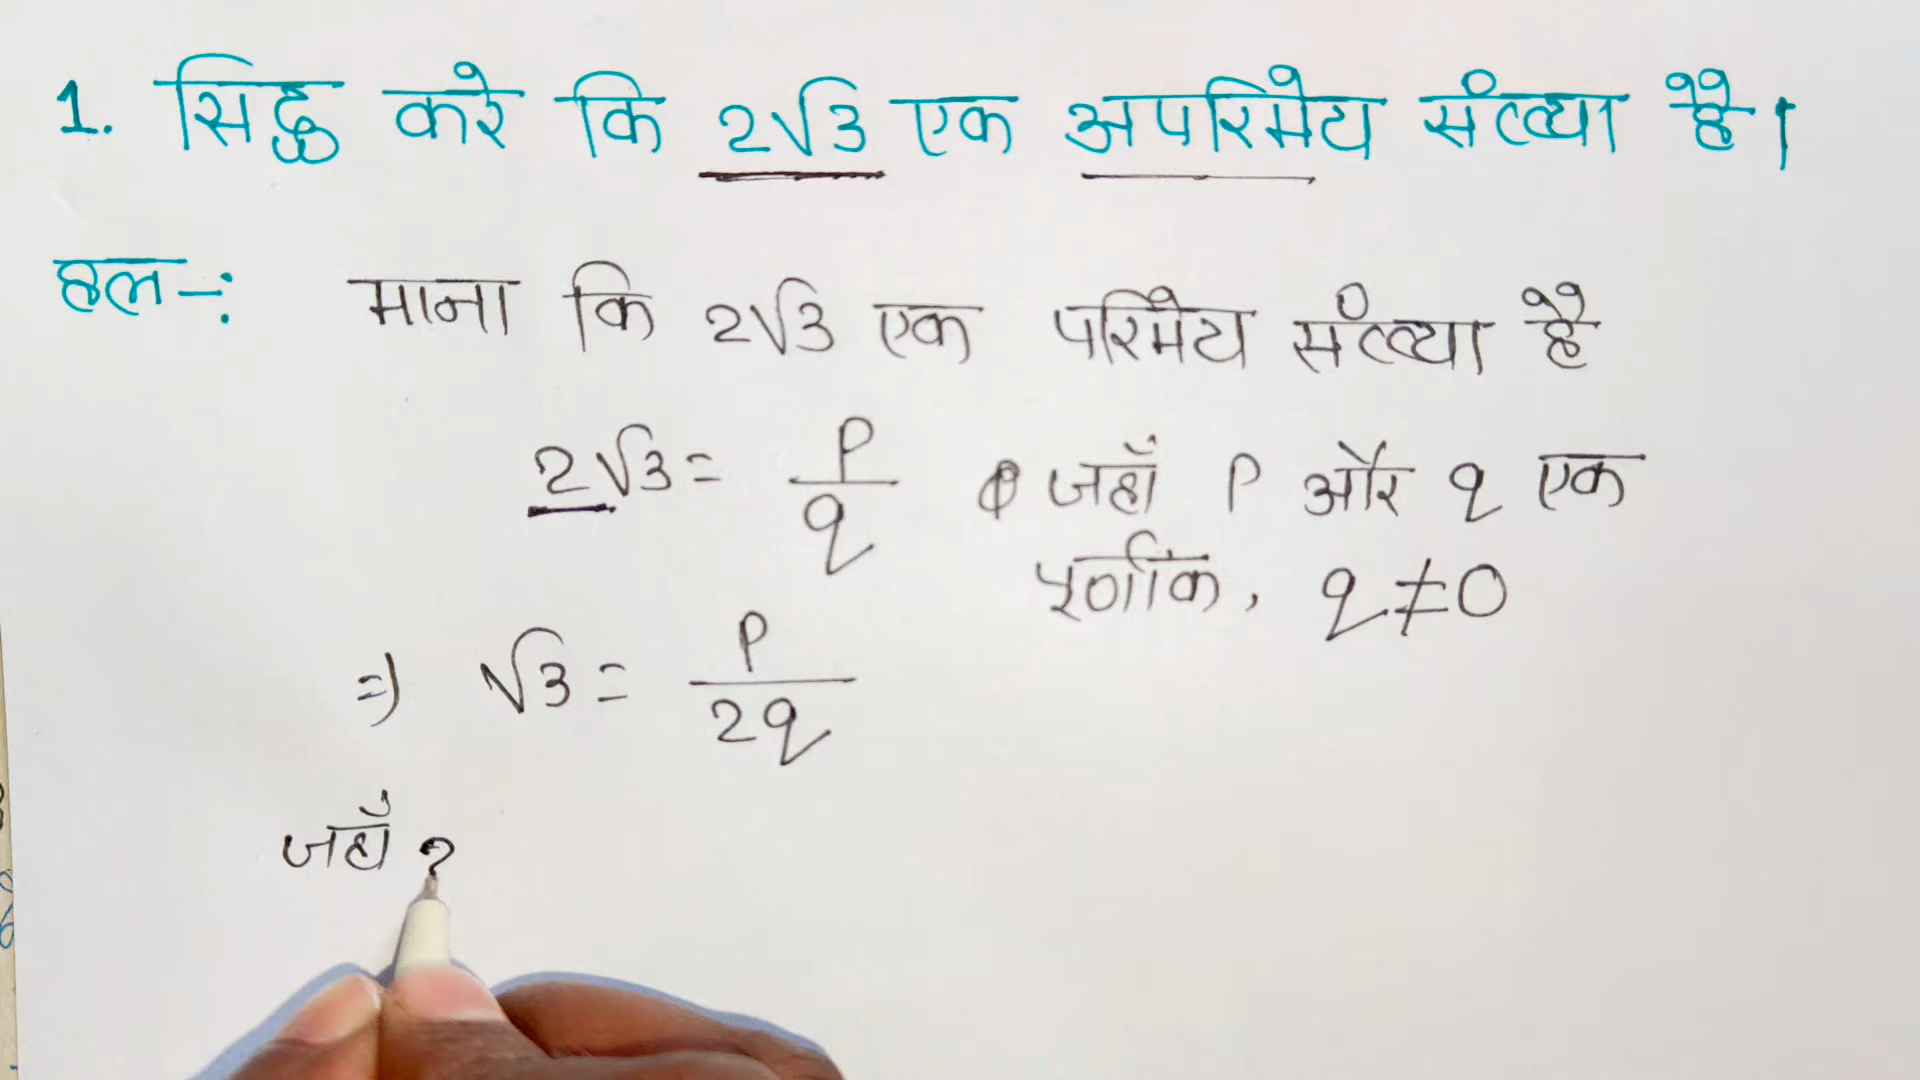 1. सिद्ध करे कि 2√3 एक अपरिमेय संख्या है।
हल -: माना कि 2√3 एक परिमेय संख्या है
2√3 = P/q जहाँ P और q एक
पूर्णांक, q ≠ 0
=) √3 = P/2q
जहाँ 2